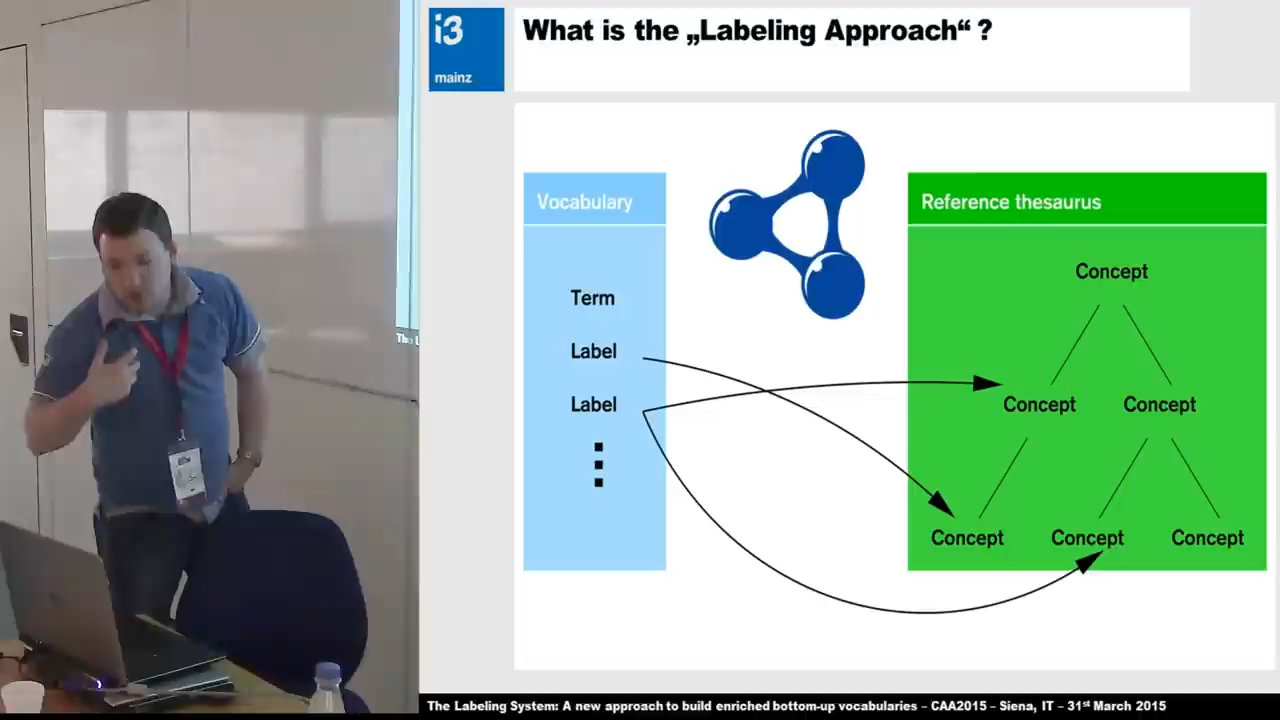 i3
mainz
What is the „Labeling Approach“ ?
Vocabulary
Term
Label
Label
Reference thesaurus
Concept
Concept Concept
Concept Concept Concept
The L
The Labeling System: A new approach to build enriched bottom-up vocabularies – CAA2015 – Siena, IT – 31st March 2015